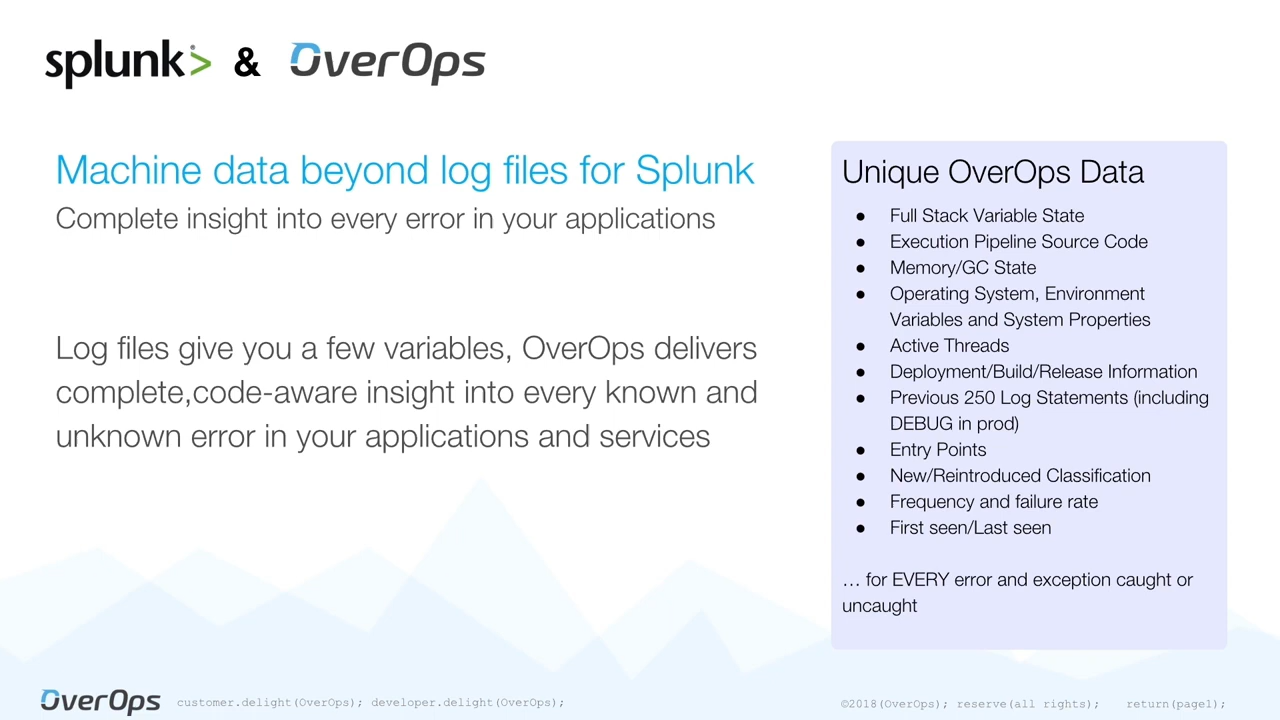 splunk> & OverOps
Machine data beyond log files for Splunk
Complete insight into every error in your applications
Log files give you a few variables, OverOps delivers
complete,code-aware insight into every known and
unknown error in your applications and services
Unique OverOps Data
● Full Stack Variable State
● Execution Pipeline Source Code
● Memory/GC State
● Operating System, Environment
Variables and System Properties
● Active Threads
● Deployment/Build/Release Information
● Previous 250 Log Statements (including
DEBUG in prod)
● Entry Points
● New/Reintroduced Classification
● Frequency and failure rate
● First seen/Last seen
… for EVERY error and exception caught or
uncaught
OverOps customer.delight(OverOps); developer.delight(OverOps); ©2018(OverOps); reserve(all rights); return(page1);